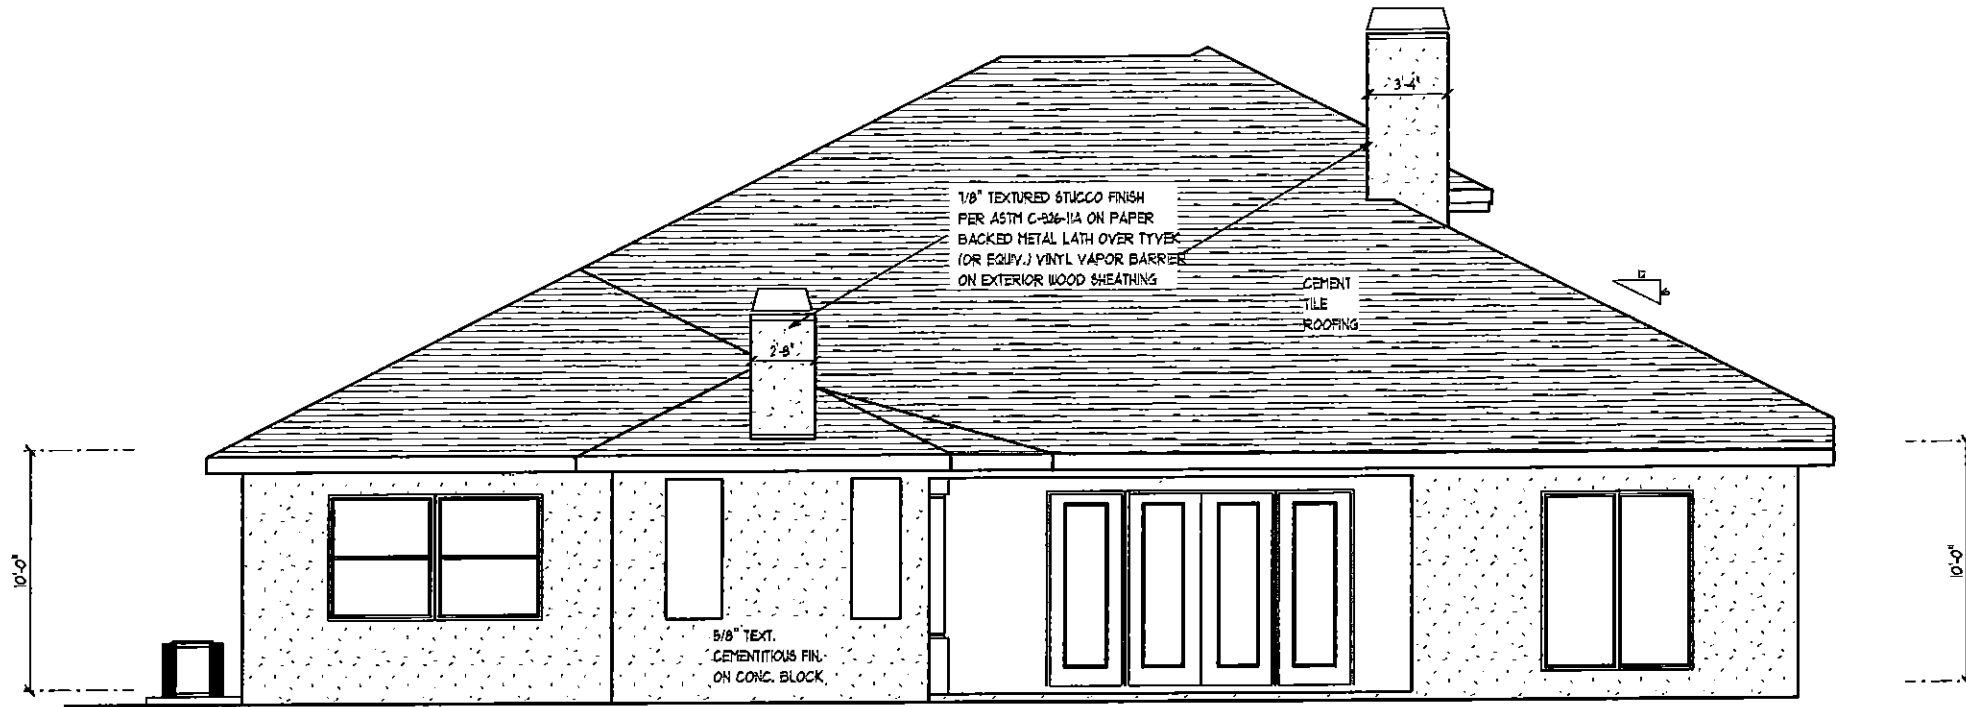 3'-4"
7/8" TEXTURED STUCCO FINISH
PER ASTM C-926-11A ON PAPER
BACKED METAL LATH OVER TYVEK
(OR EQUIV.) VINYL VAPOR BARRIER
ON EXTERIOR WOOD SHEATHING
12
6
CEMENT
TILE
ROOFING
2'-8"
10'-0"
10'-0"
5/8" TEXT.
CEMENTITIOUS FIN.
ON CONC. BLOCK